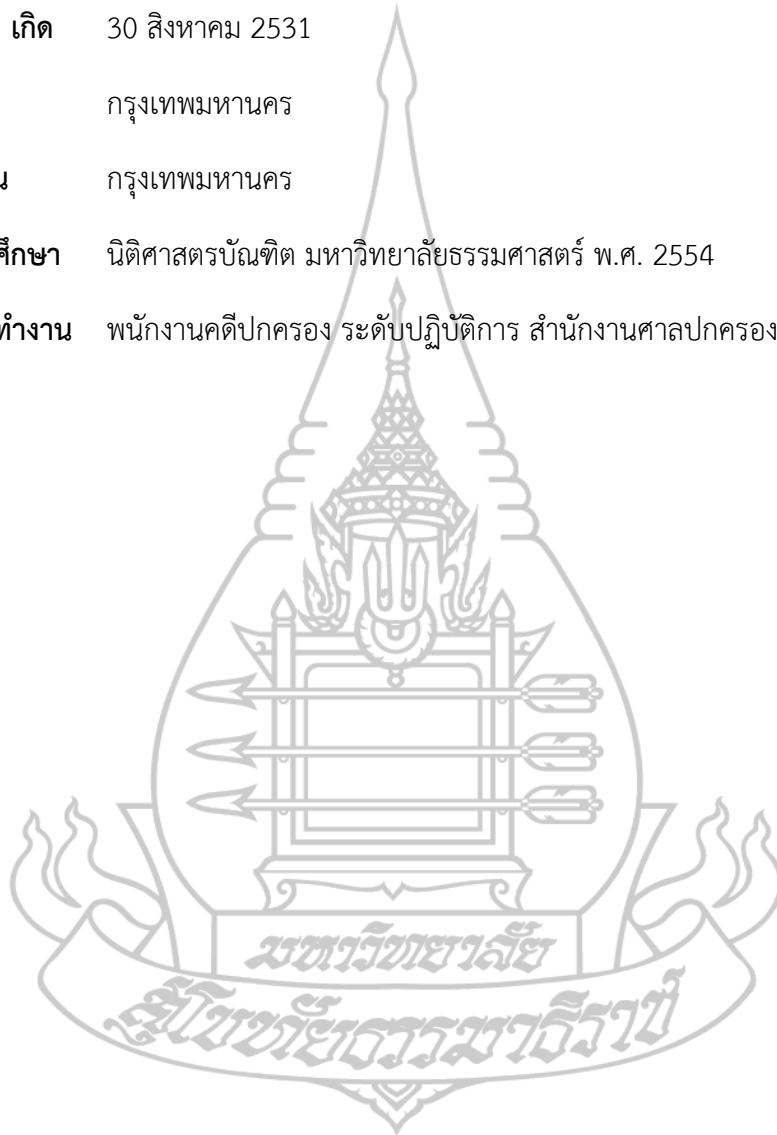 เกิด 30 สิงหาคม 2531
กรุงเทพมหานคร
น กรุงเทพมหานคร
ศึกษา นิติศาสตรบัณฑิต มหาวิทยาลัยธรรมศาสตร์ พ.ศ. 2554
ทำงาน พนักงานคดีปกครอง ระดับปฏิบัติการ สำนักงานศาลปกครอง
มหาวิทยาลัย
สุโขทัยธรรมาธิราช